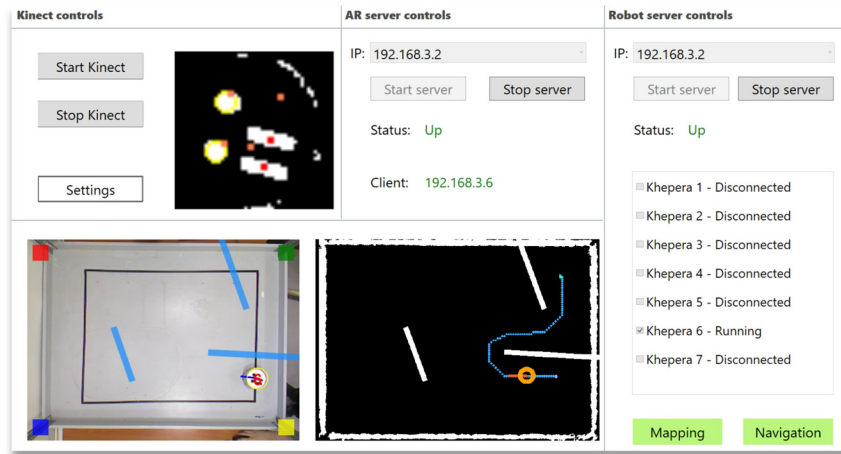 Kinect controls
AR server controls
Robot server controls
Start Kinect
Stop Kinect
Settings
IP: 192.168.3.2
Start server
Stop server
Status: Up
Client: 192.168.3.6
IP: 192.168.3.2
Start server
Stop server
Status: Up
Khepera 1 - Disconnected
Khepera 2 - Disconnected
Khepera 3 - Disconnected
Khepera 4 - Disconnected
Khepera 5 - Disconnected
Khepera 6 - Running
Khepera 7 - Disconnected
Mapping
Navigation